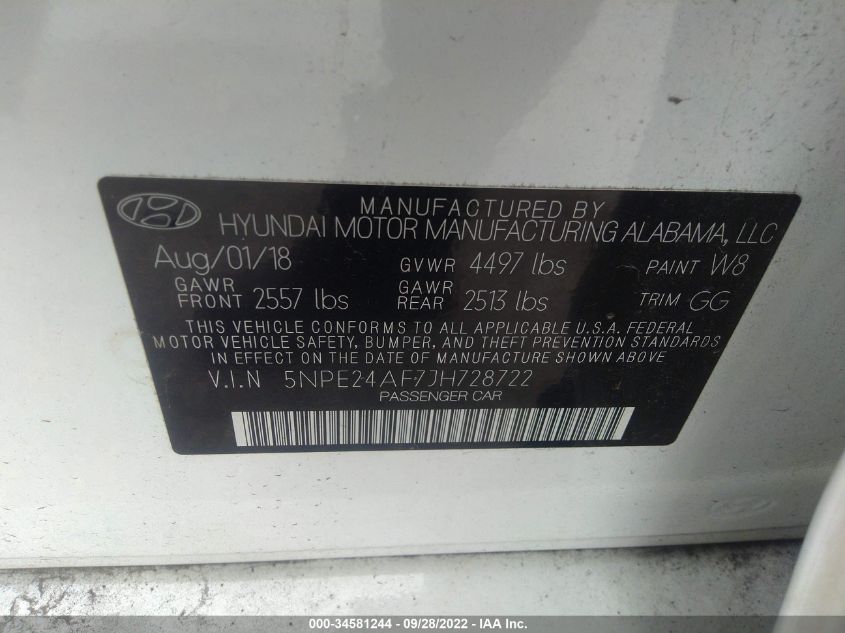 MANUFACTURED BY
HYUNDAI MOTOR MANUFACTURING ALABAMA, LLC
Aug/01/18 GVWR 4497 lbs PAINT W8
GAWR FRONT 2557 lbs GAWR REAR 2513 lbs TRIM GG
THIS VEHICLE CONFORMS TO ALL APPLICABLE U.S.A. FEDERAL
MOTOR VEHICLE SAFETY, BUMPER, AND THEFT PREVENTION STANDARDS
IN EFFECT ON THE DATE OF MANUFACTURE SHOWN ABOVE
V.I.N 5NPE24AF7JH728722
PASSENGER CAR
000-34581244 - 09/28/2022 - IAA Inc.